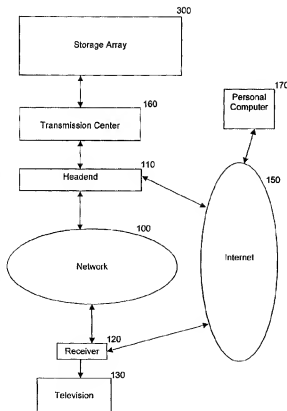 300
Storage Array
160
Transmission Center
170
Personal
Computer
110
Headend
150
100
Network
Internet
120
Receiver
130
Television